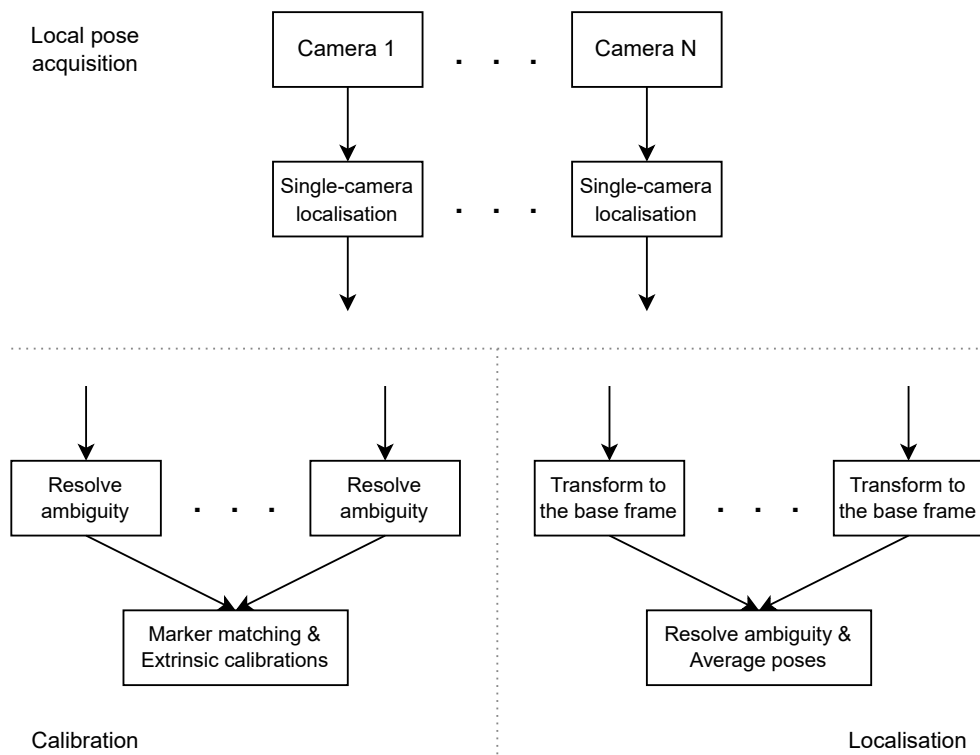 Local pose
acquisition
Camera 1
. . .
Camera N
Single-camera
localisation
. . .
Single-camera
localisation
Resolve
ambiguity
. . .
Resolve
ambiguity
Marker matching &
Extrinsic calibrations
Calibration
Transform to
the base frame
. . .
Transform to
the base frame
Resolve ambiguity &
Average poses
Localisation